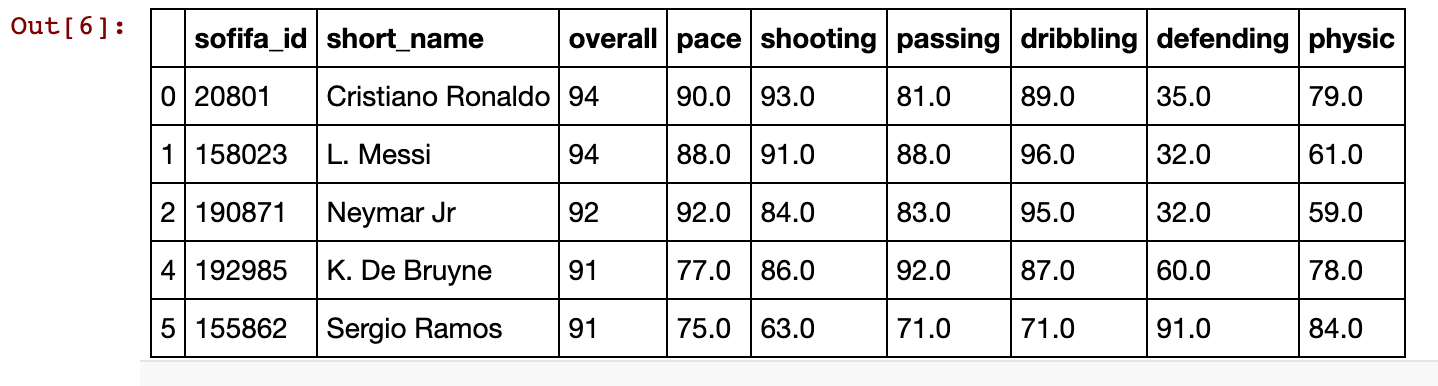 Out[6]:
sofifa_id short_name overall pace shooting passing dribbling defending physic
0 20801 Cristiano Ronaldo 94 90.0 93.0 81.0 89.0 35.0 79.0
1 158023 L. Messi 94 88.0 91.0 88.0 96.0 32.0 61.0
2 190871 Neymar Jr 92 92.0 84.0 83.0 95.0 32.0 59.0
4 192985 K. De Bruyne 91 77.0 86.0 92.0 87.0 60.0 78.0
5 155862 Sergio Ramos 91 75.0 63.0 71.0 71.0 91.0 84.0